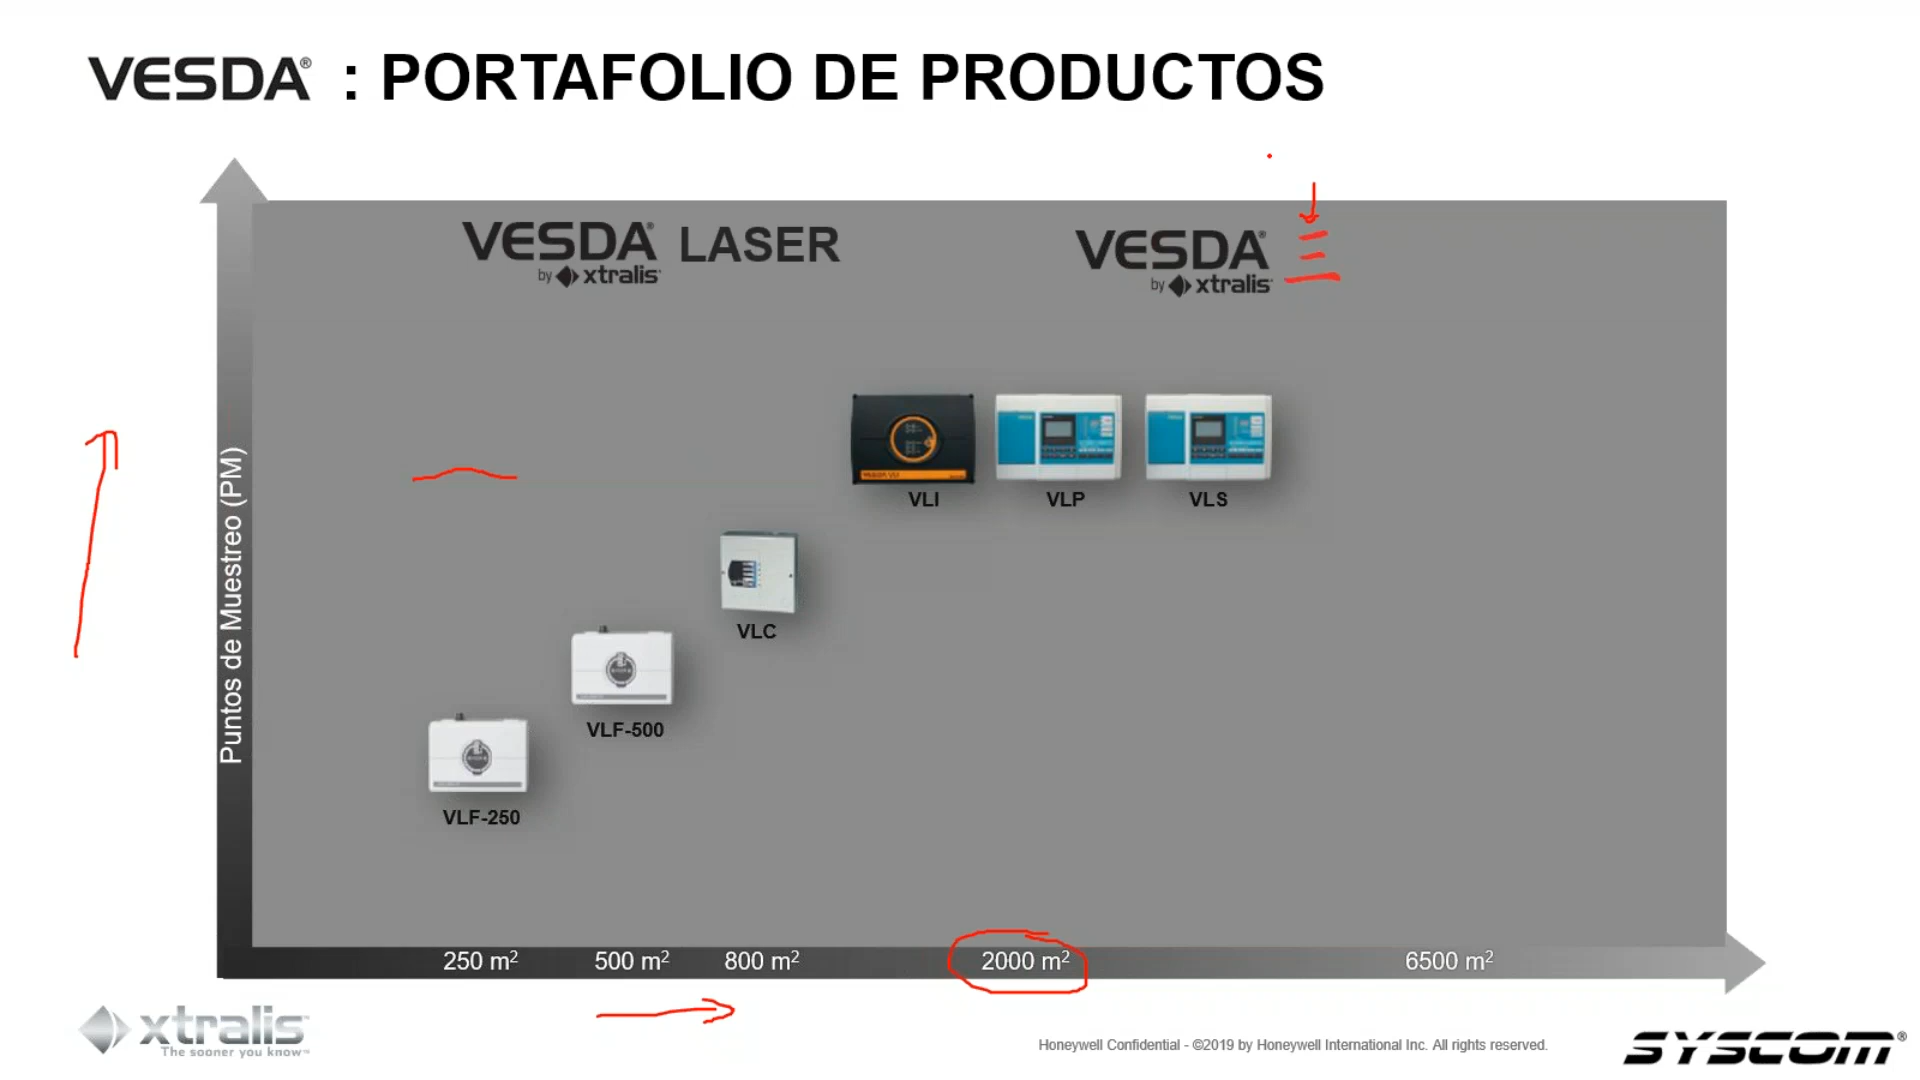 VESDA® : PORTAFOLIO DE PRODUCTOS
VESDA® LASER
by xtralis
VESDA®
by xtralis
Puntos de Muestreo (PM)
VLI
VLP
VLS
VLC
VLF-500
VLF-250
250 m²
500 m²
800 m²
2000 m²
6500 m²
xtralis
The sooner you know™
Honeywell Confidential - ©2019 by Honeywell International Inc. All rights reserved.
SYSCOM®